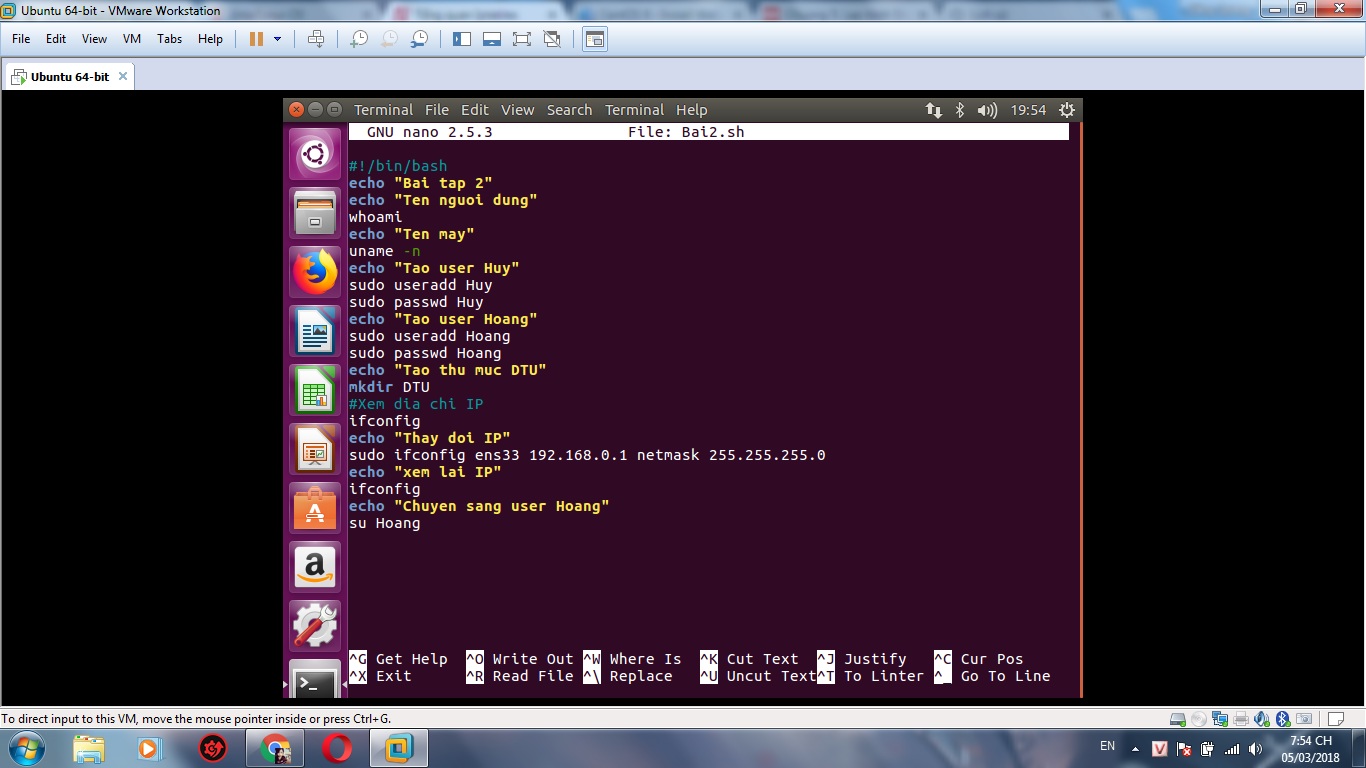 Ubuntu 64-bit - VMware Workstation
File Edit View VM Tabs Help
Ubuntu 64-bit
Terminal File Edit View Search Terminal Help 19:54
GNU nano 2.5.3 File: Bai2.sh
#!/bin/bash
echo "Bai tap 2"
echo "Ten nguoi dung"
whoami
echo "Ten may"
uname -n
echo "Tao user Huy"
sudo useradd Huy
sudo passwd Huy
echo "Tao user Hoang"
sudo useradd Hoang
sudo passwd Hoang
echo "Tao thu muc DTU"
mkdir DTU
#Xem dia chi IP
ifconfig
echo "Thay doi IP"
sudo ifconfig ens33 192.168.0.1 netmask 255.255.255.0
echo "xem lai IP"
ifconfig
echo "Chuyen sang user Hoang"
su Hoang
^G Get Help ^O Write Out ^W Where Is ^K Cut Text ^J Justify ^C Cur Pos
^X Exit ^R Read File ^\ Replace ^U Uncut Text ^T To Linter ^_ Go To Line
To direct input to this VM, move the mouse pointer inside or press Ctrl+G.
EN 7:54 CH
05/03/2018